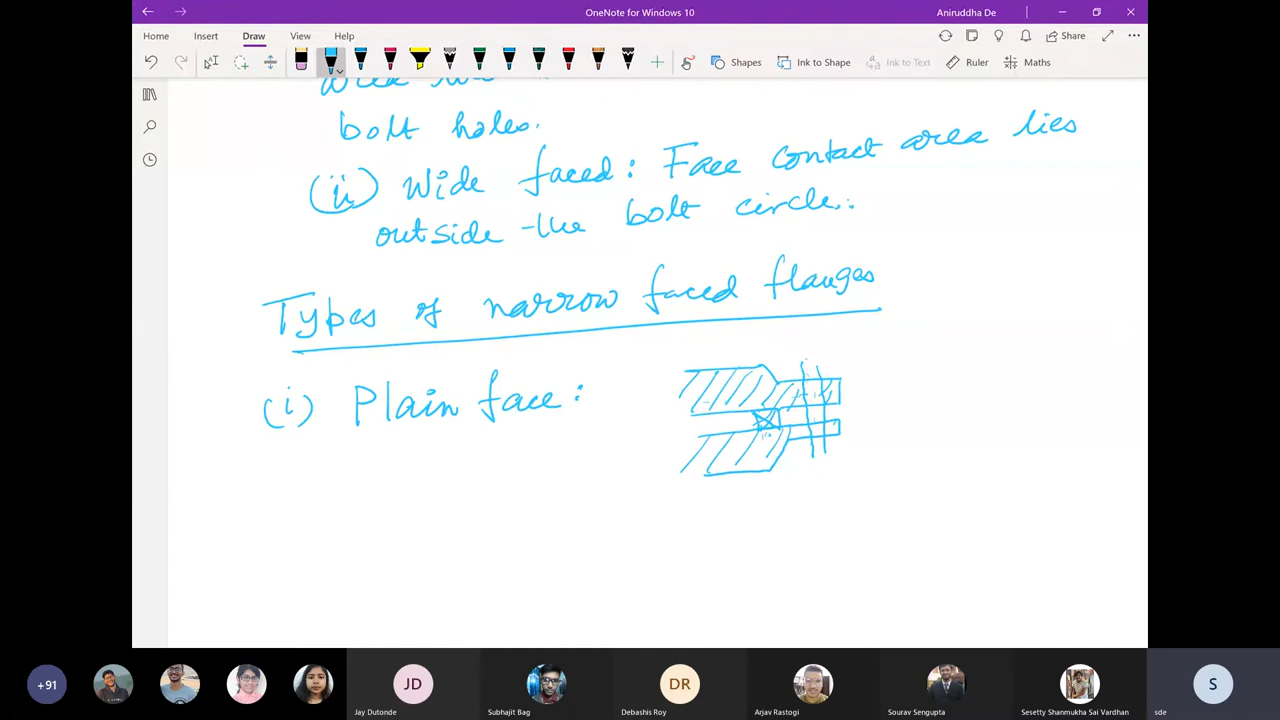 OneNote for Windows 10
Aniruddha De
Home Insert Draw View Help
Share
Shapes Ink to Shape Ink to Text Ruler Maths
bolt holes.
(ii) Wide faced: Face contact area lies
outside the bolt circle.
Types of narrow faced flanges
(i) Plain face:
+91
JD
DR
S
Jay Dutonde
Subhajit Bag
Debashis Roy
Arjav Rastogi
Sourav Sengupta
Sesetty Shanmukha Sai Vardhan
sde